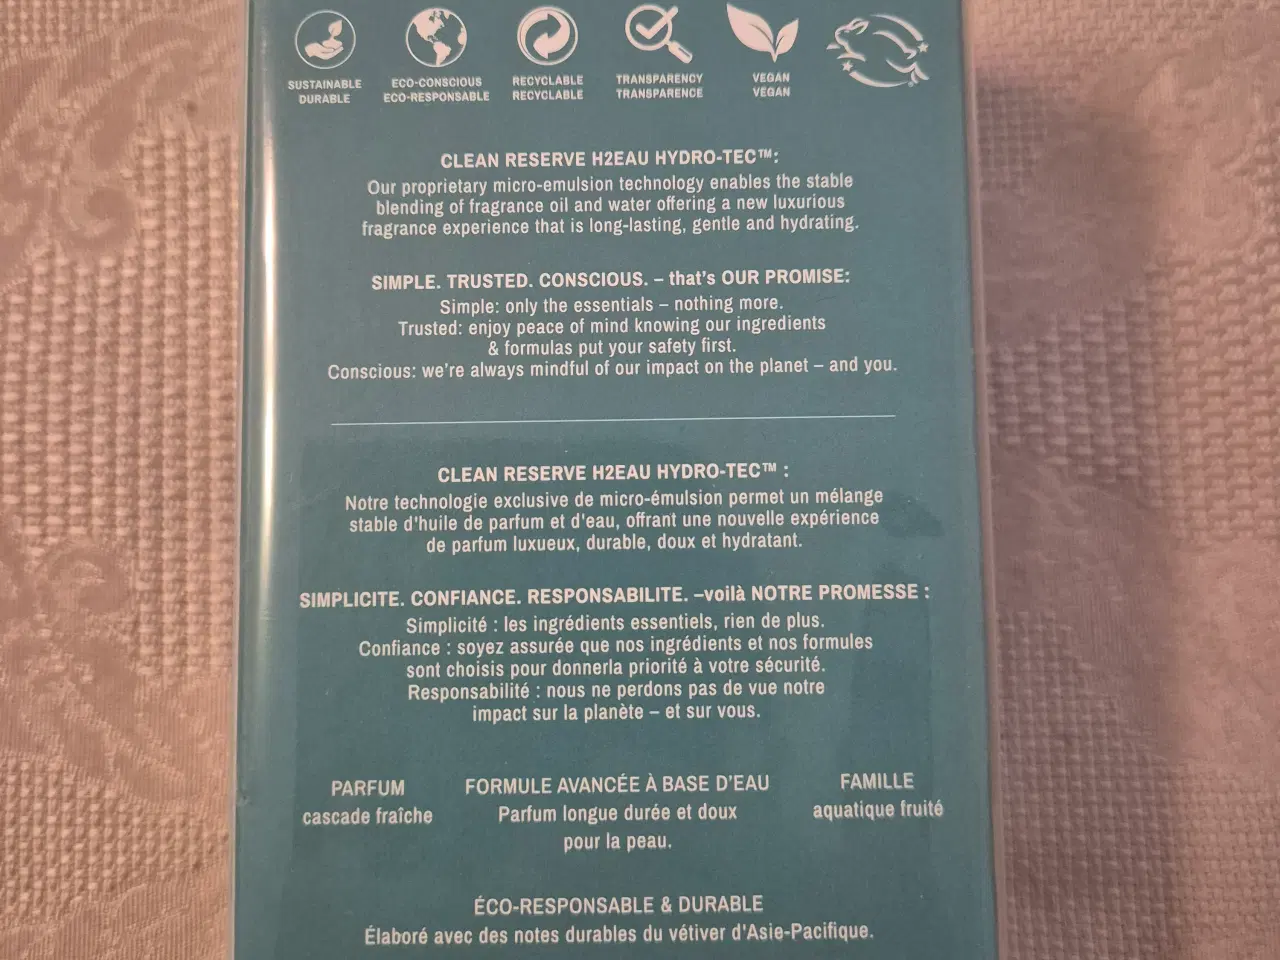 SUSTAINABLE
DURABLE
ECO-CONSCIOUS
ECO-RESPONSABLE
RECYCLABLE
RECYCLABLE
TRANSPARENCY
TRANSPARENCE
VEGAN
VÉGAN
CLEAN RESERVE H2EAU HYDRO-TEC™:
Our proprietary micro-emulsion technology enables the stable
blending of fragrance oil and water offering a new luxurious
fragrance experience that is long-lasting, gentle and hydrating.
SIMPLE. TRUSTED. CONSCIOUS. – that's OUR PROMISE:
Simple: only the essentials – nothing more.
Trusted: enjoy peace of mind knowing our ingredients
& formulas put your safety first.
Conscious: we're always mindful of our impact on the planet – and you.
CLEAN RESERVE H2EAU HYDRO-TEC™ :
Notre technologie exclusive de micro-émulsion permet un mélange
stable d'huile de parfum et d'eau, offrant une nouvelle expérience
de parfum luxueux, durable, doux et hydratant.
SIMPLICITE. CONFIANCE. RESPONSABILITE. –voilà NOTRE PROMESSE :
Simplicité : les ingrédients essentiels, rien de plus.
Confiance : soyez assurée que nos ingrédients et nos formules
sont choisis pour donnerla priorité à votre sécurité.
Responsabilité : nous ne perdons pas de vue notre
impact sur la planète – et sur vous.
PARFUM
cascade fraîche
FORMULE AVANCÉE À BASE D'EAU
Parfum longue durée et doux
pour la peau.
FAMILLE
aquatique fruité
ÉCO-RESPONSABLE & DURABLE
Élaboré avec des notes durables du vétiver d'Asie-Pacifique.